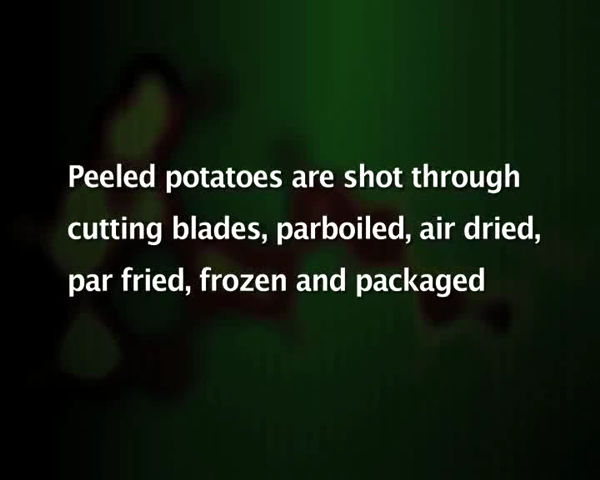 Peeled potatoes are shot through
cutting blades, parboiled, air dried,
par fried, frozen and packaged